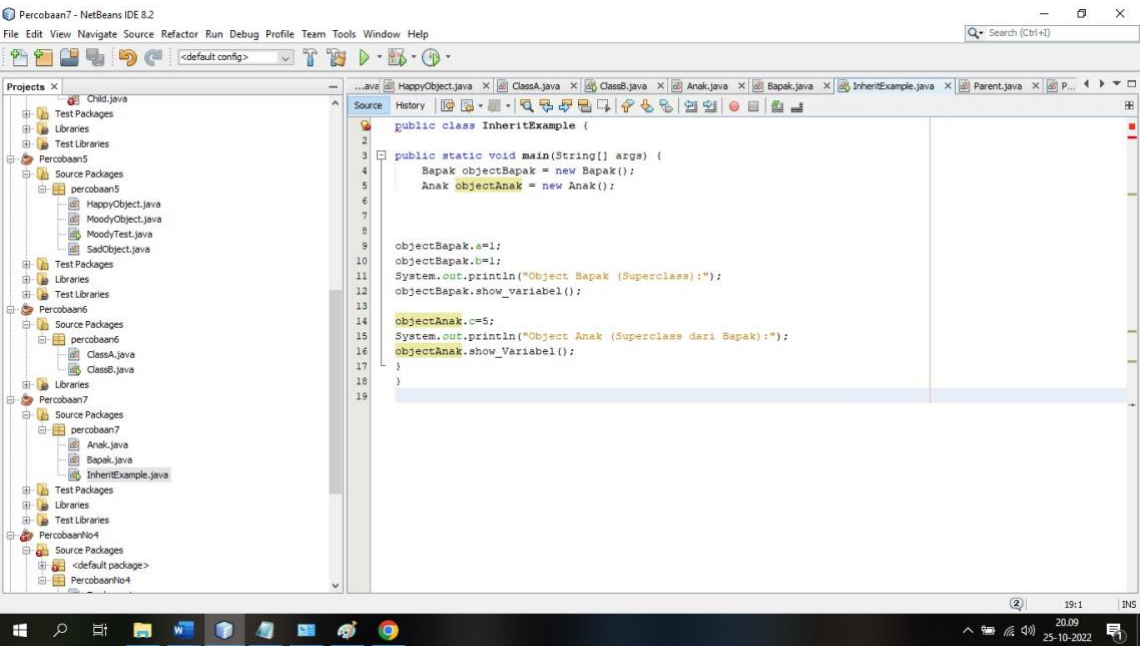 Percobaan7 - NetBeans IDE 8.2
File Edit View Navigate Source Refactor Run Debug Profile Team Tools Window Help
Search (Ctrl+I)
<default config>
Projects
...ava HappyObject.java ClassA.java ClassB.java Anak.java Bapak.java InheritExample.java Parent.java P...
Source History
Child.java
Test Packages
Libraries
Test Libraries
Percobaan5
Source Packages
percobaan5
HappyObject.java
MoodyObject.java
MoodyTest.java
SadObject.java
Test Packages
Libraries
Test Libraries
Percobaan6
Source Packages
percobaan6
ClassA.java
ClassB.java
Libraries
Percobaan7
Source Packages
percobaan7
Anak.java
Bapak.java
InheritExample.java
Test Packages
Libraries
Test Libraries
PercobaanNo4
Source Packages
<default package>
PercobaanNo4
public class InheritExample {
2
3 public static void main(String[] args) {
4 Bapak objectBapak = new Bapak();
5 Anak objectAnak = new Anak();
6
7
8
9 objectBapak.a=1;
10 objectBapak.b=1;
11 System.out.println("Object Bapak (Superclass):");
12 objectBapak.show_variabel();
13
14 objectAnak.c=5;
15 System.out.println("Object Anak (Superclass dari Bapak):");
16 objectAnak.show_Variabel();
17 }
18 }
19
2 19:1 INS
20.09
25-10-2022